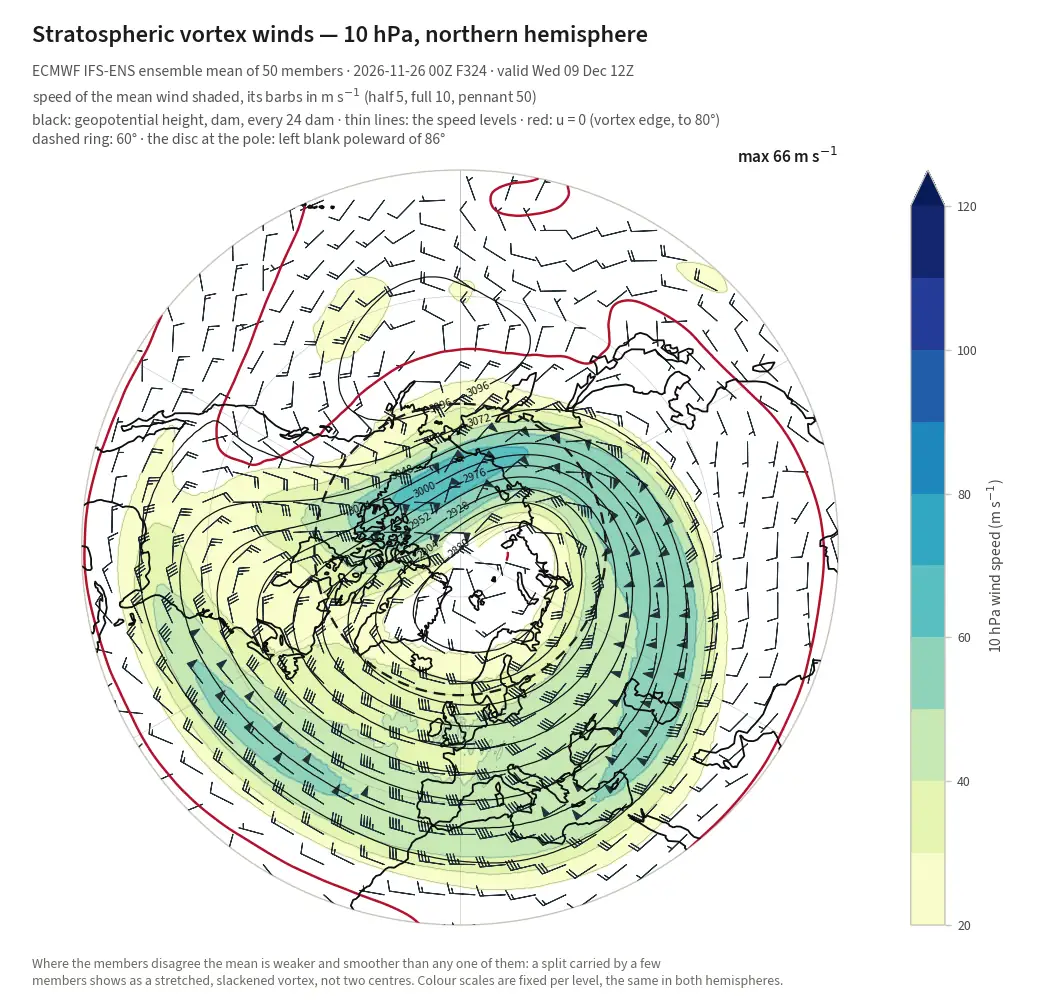 Stratospheric vortex winds — 10 hPa, northern hemisphere
ECMWF IFS-ENS ensemble mean of 50 members · 2026-11-26 00Z F324 · valid Wed 09 Dec 12Z
speed of the mean wind shaded, its barbs in m s⁻¹ (half 5, full 10, pennant 50)
black: geopotential height, dam, every 24 dam · thin lines: the speed levels · red: u = 0 (vortex edge, to 80°)
dashed ring: 60° · the disc at the pole: left blank poleward of 86°
max 66 m s⁻¹
120
100
80
60
40
20
10 hPa wind speed (m s⁻¹)
3096
3096
3072
3048
2976
3000
2928
2952
Where the members disagree the mean is weaker and smoother than any one of them: a split carried by a few
members shows as a stretched, slackened vortex, not two centres. Colour scales are fixed per level, the same in both hemispheres.